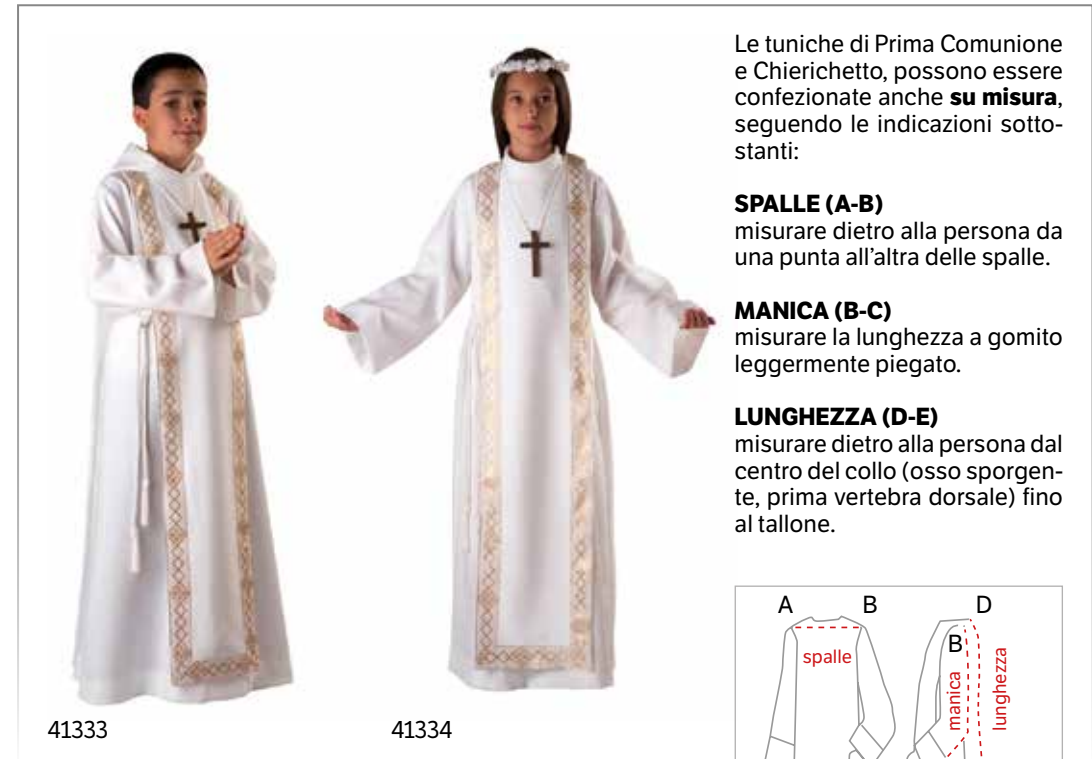 Le tuniche di Prima Comunione
e Chierichetto, possono essere
confezionate anche su misura,
seguendo le indicazioni sotto-
stanti:
SPALLE (A-B)
misurare dietro alla persona da
una punta all'altra delle spalle.
MANICA (B-C)
misurare la lunghezza a gomito
leggermente piegato.
LUNGHEZZA (D-E)
misurare dietro alla persona dal
centro del collo (osso sporgen-
te, prima vertebra dorsale) fino
al tallone.
A B D
B
spalle
manica
lunghezza
41333 41334